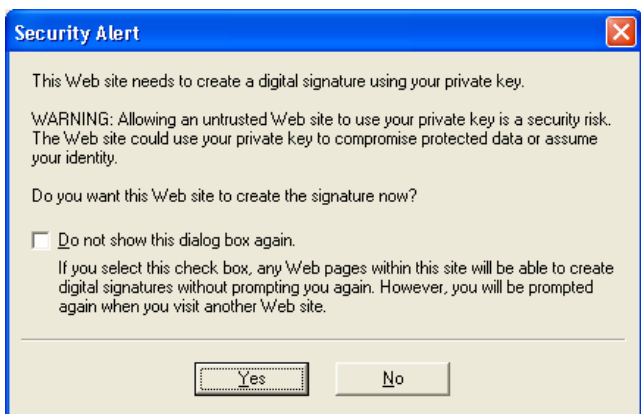 Security Alert
This Web site needs to create a digital signature using your private key.
WARNING: Allowing an untrusted Web site to use your private key is a security risk.
The Web site could use your private key to compromise protected data or assume
your identity.
Do you want this Web site to create the signature now?
Do not show this dialog box again.
If you select this check box, any Web pages within this site will be able to create
digital signatures without prompting you again. However, you will be prompted
again when you visit another Web site.
Yes No